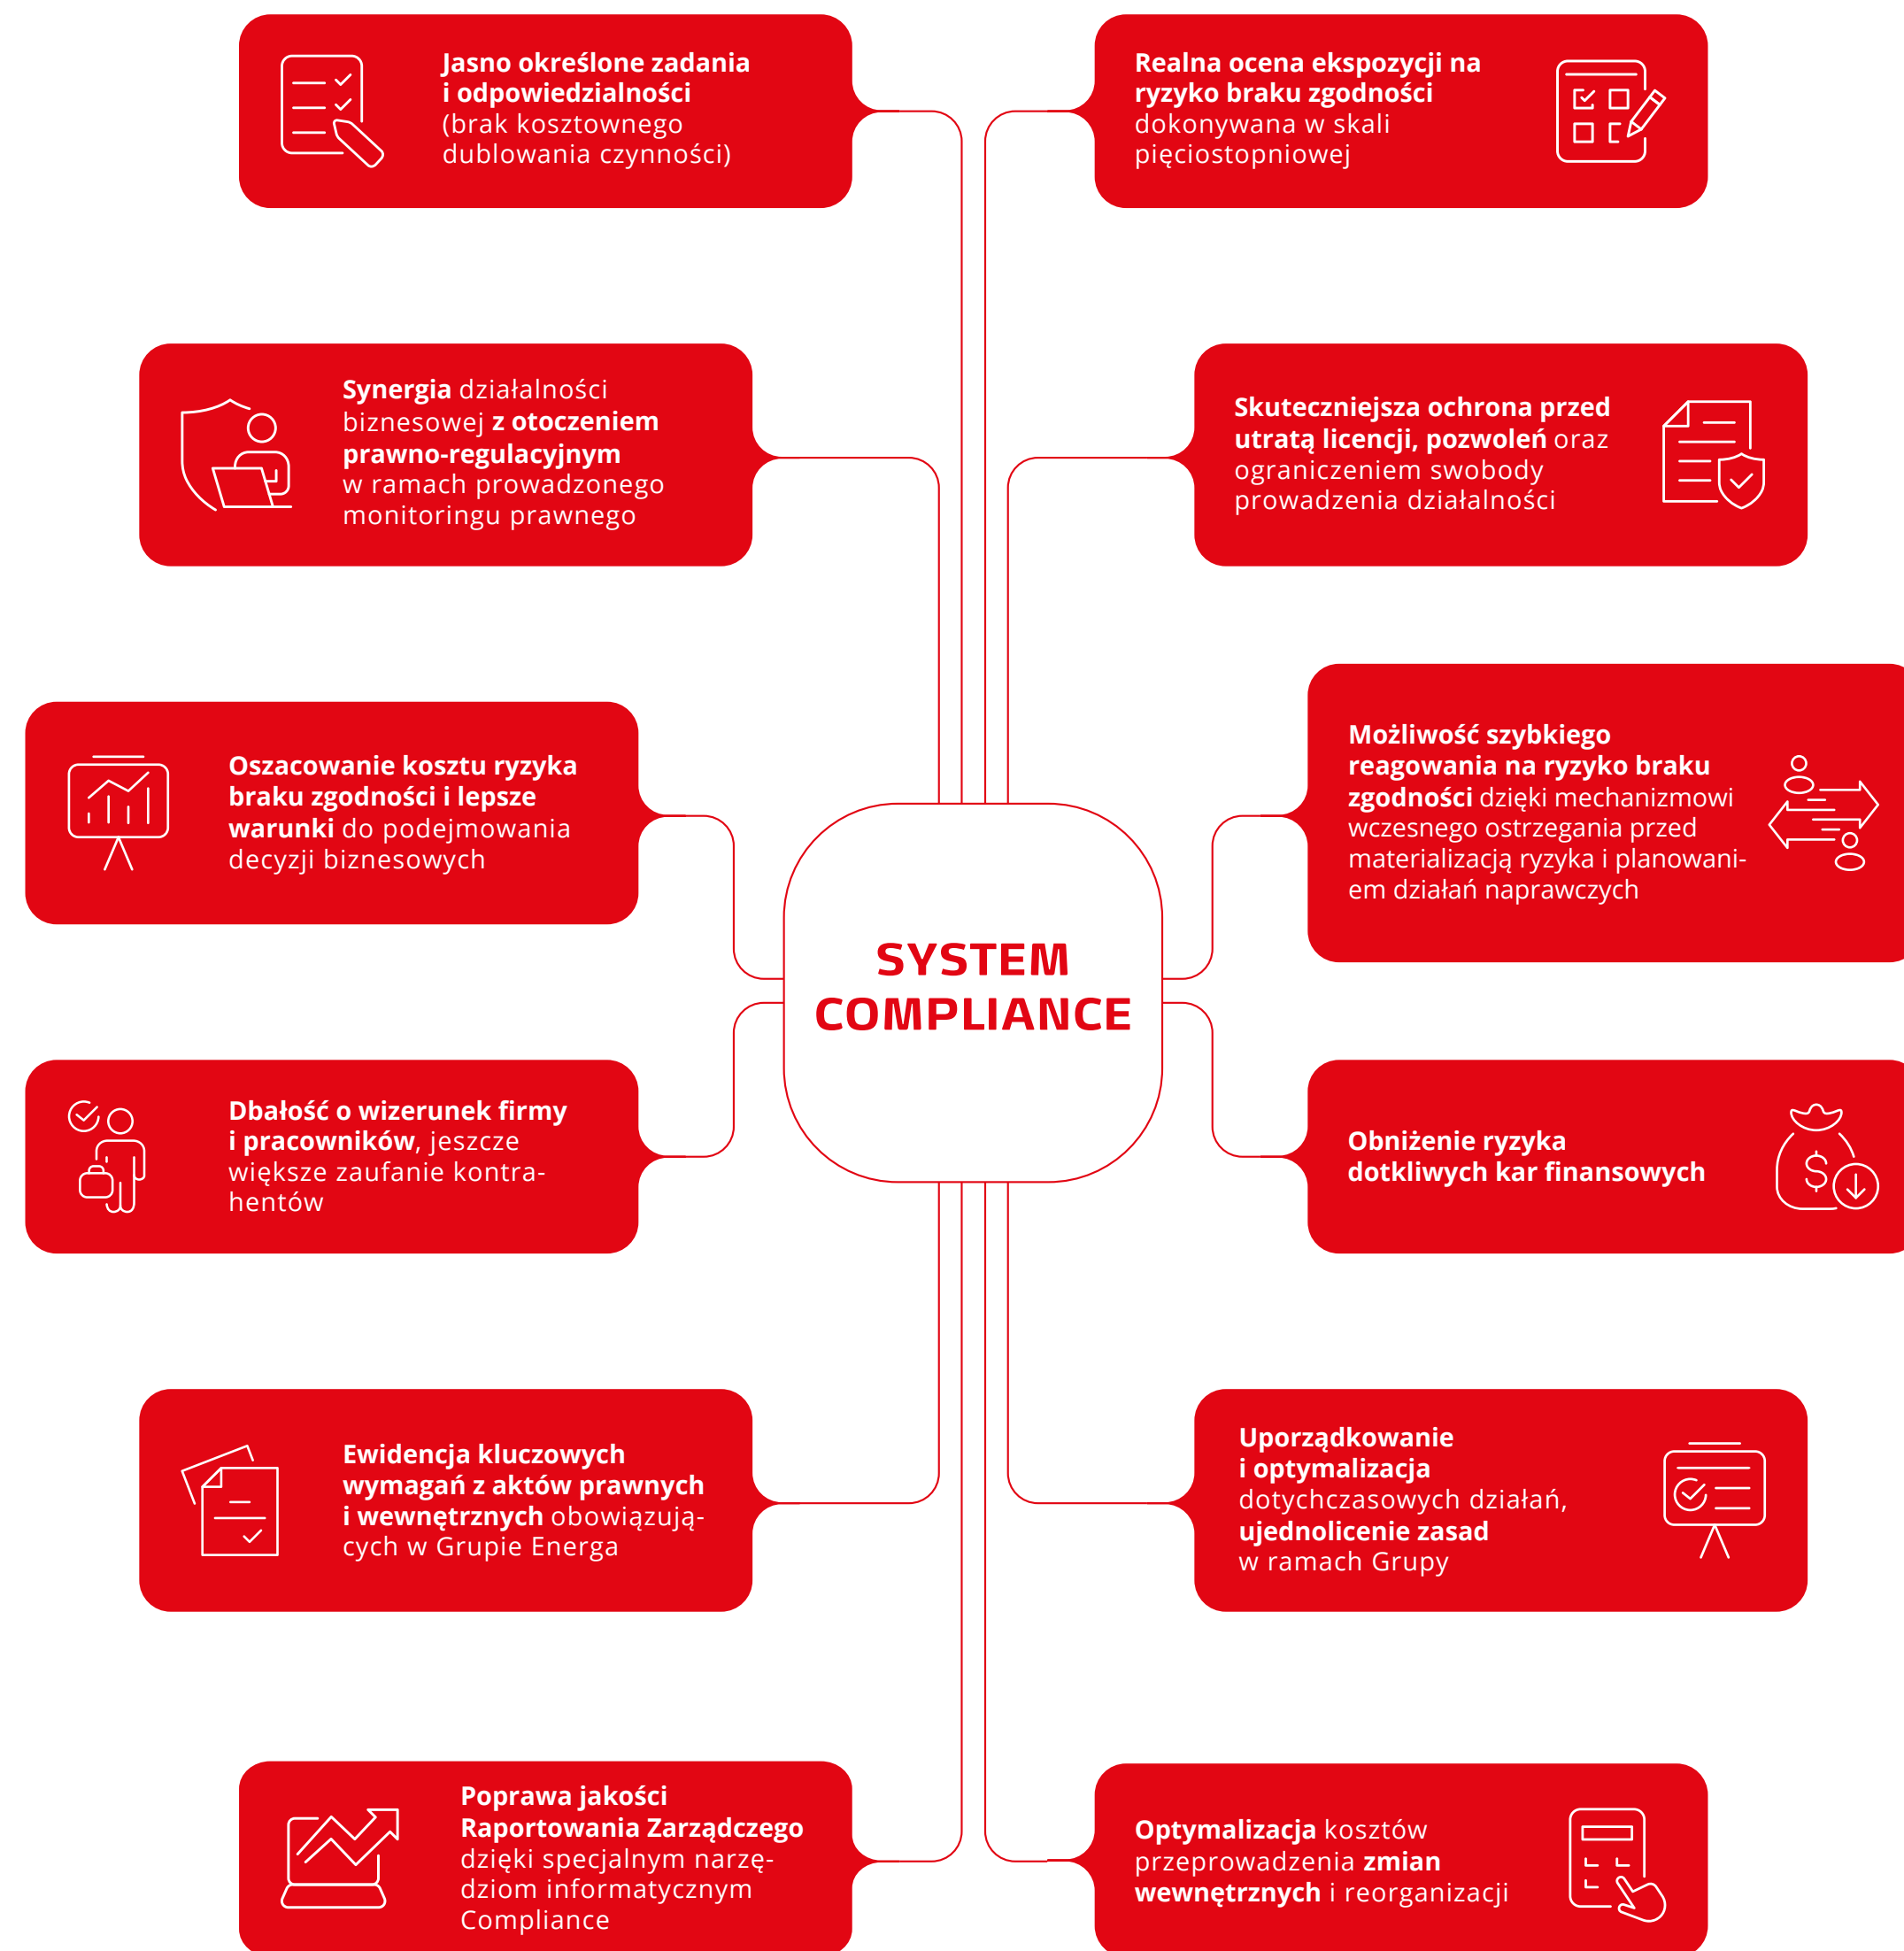 Jasno określone zadania
i odpowiedzialności
(brak kosztownego
dublowania czynności)
Realna ocena ekspozycji na
ryzyko braku zgodności
dokonywana w skali
pięciostopniowej
Synergia działalności
biznesowej z otoczeniem
prawno-regulacyjnym
w ramach prowadzonego
monitoringu prawnego
Skuteczniejsza ochrona przed
utratą licencji, pozwoleń oraz
ograniczeniem swobody
prowadzenia działalności
Oszacowanie kosztu ryzyka
braku zgodności i lepsze
warunki do podejmowania
decyzji biznesowych
Możliwość szybkiego
reagowania na ryzyko braku
zgodności dzięki mechanizmowi
wczesnego ostrzegania przed
materializacją ryzyka i planowani-
em działań naprawczych
SYSTEM
COMPLIANCE
Dbałość o wizerunek firmy
i pracowników, jeszcze
większe zaufanie kontra-
hentów
Obniżenie ryzyka
dotkliwych kar finansowych
$
Ewidencja kluczowych
wymagań z aktów prawnych
i wewnętrznych obowiązują-
cych w Grupie Energa
Uporządkowanie
i optymalizacja
dotychczasowych działań,
ujednolicenie zasad
w ramach Grupy
Poprawa jakości
Raportowania Zarządczego
dzięki specjalnym narzę-
dziom informatycznym
Compliance
Optymalizacja kosztów
przeprowadzenia zmian
wewnętrznych i reorganizacji